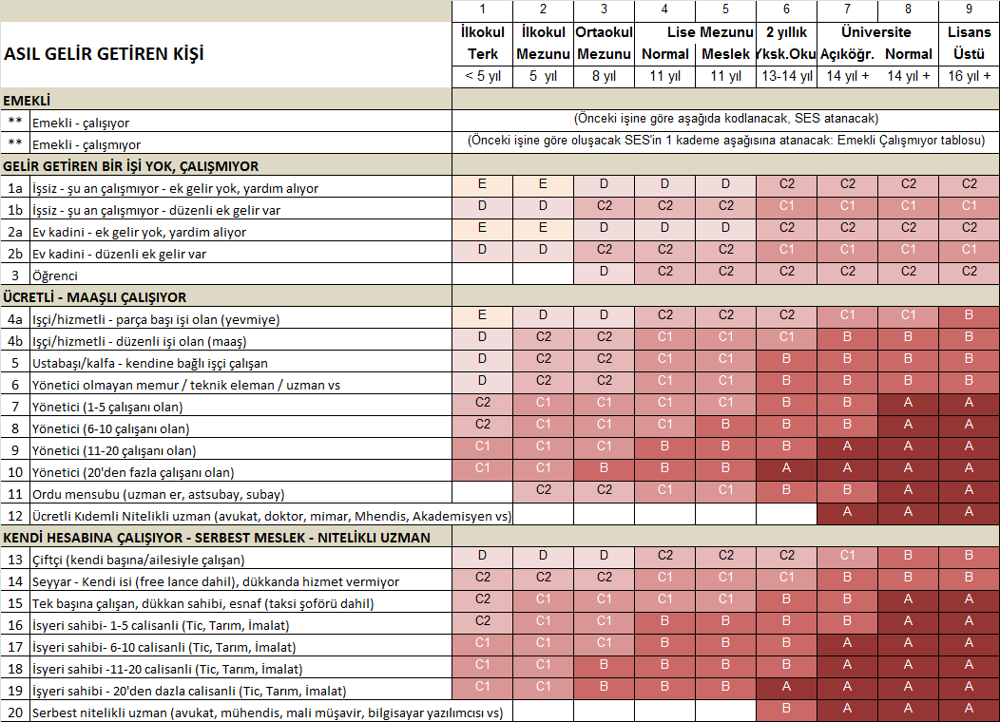 1 2 3 4 5 6 7 8 9
İlkokul İlkokul Ortaokul Lise Mezunu 2 yıllık Üniversite Lisans
ASIL GELİR GETİREN KİŞİ
Terk Mezunu Mezunu Normal Meslek Yksk.Oku Açıköğr. Normal Üstü
< 5 yıl 5 yıl 8 yıl 11 yıl 11 yıl 13-14 yıl 14 yıl + 14 yıl + 16 yıl +
EMEKLİ
** Emekli - çalışıyor (Önceki işine göre aşağıda kodlanacak, SES atanacak)
** Emekli - çalışmıyor (Önceki işine göre oluşacak SES'in 1 kademe aşağısına atanacak: Emekli Çalışmıyor tablosu)
GELİR GETİREN BİR İŞİ YOK, ÇALIŞMIYOR
1a İşsiz - şu an çalışmıyor - ek gelir yok, yardım alıyor E E D D D C2 C2 C2 C2
1b İşsiz - şu an çalışmıyor - düzenli ek gelir var D D C2 C2 C2 C1 C1 C1 C1
2a Ev kadini - ek gelir yok, yardim aliyor E E D D D C2 C2 C2 C2
2b Ev kadini - düzenli ek gelir var D D C2 C2 C2 C1 C1 C1 C1
3 Öğrenci D C2 C2 C2 C2 C2 C2
ÜCRETLİ - MAAŞLI ÇALIŞIYOR
4a Işçi/hizmetli - parça başı işi olan (yevmiye) E D D C2 C2 C2 C1 C1 B
4b Işçi/hizmetli - düzenli işi olan (maaş) D C2 C2 C1 C1 C1 B B B
5 Ustabaşı/kalfa - kendine bağlı işçi çalışan D C2 C2 C1 C1 B B B B
6 Yönetici olmayan memur / teknik eleman / uzman vs D C2 C2 C1 C1 B B B B
7 Yönetici (1-5 çalışanı olan) C2 C1 C1 C1 C1 B B A A
8 Yönetici (6-10 çalışanı olan) C2 C1 C1 C1 B B B A A
9 Yönetici (11-20 çalışanı olan) C1 C1 C1 B B B A A A
10 Yönetici (20'den fazla çalışanı olan) C1 C1 B B B A A A A
11 Ordu mensubu (uzman er, astsubay, subay) C2 C2 C1 C1 B B A A
12 Ücretli Kıdemli Nitelikli uzman (avukat, doktor, mimar, Mhendis, Akademisyen vs) A A A
KENDİ HESABINA ÇALIŞIYOR - SERBEST MESLEK - NITELİKLI UZMAN
13 Çiftçi (kendi başına/ailesiyle çalışan) D D D C2 C2 C2 C1 B B
14 Seyyar - Kendi isi (free lance dahil), dükkanda hizmet vermiyor C2 C2 C2 C1 C1 C1 B B B
15 Tek başına çalışan, dükkan sahibi, esnaf (taksi şoförü dahil) C2 C1 C1 C1 C1 B B A A
16 İsyeri sahibi- 1-5 calisanli (Tic, Tarım, İmalat) C2 C1 C1 B B B B A A
17 İsyeri sahibi- 6-10 calisanli (Tic, Tarım, İmalat) C1 C1 C1 B B B A A A
18 İsyeri sahibi -11-20 calisanli (Tic, Tarım, İmalat) C1 C1 B B B B A A A
19 İşyeri sahibi - 20'den dazla calisanli (Tic, Tarım, İmalat) C1 C1 B B B A A A A
20 Serbest nitelikli uzman (avukat, mühendis, mali müşavir, bilgisayar yazılımcısı vs) B A A A